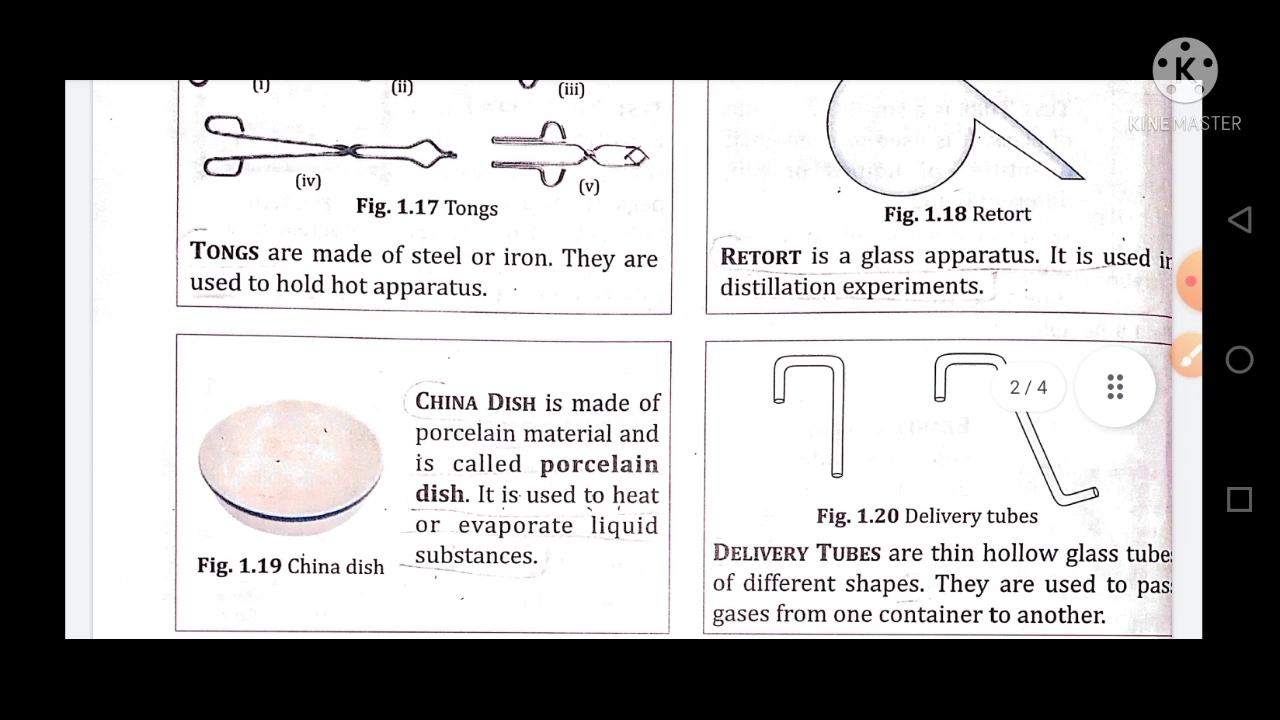 (i) (ii) (iii)
(iv) (v)
Fig. 1.17 Tongs
TONGS are made of steel or iron. They are
used to hold hot apparatus.
Fig. 1.18 Retort
RETORT is a glass apparatus. It is used in
distillation experiments.
CHINA DISH is made of
porcelain material and
is called porcelain
dish. It is used to heat
or evaporate liquid
substances.
Fig. 1.19 China dish
Fig. 1.20 Delivery tubes
DELIVERY TUBES are thin hollow glass tube
of different shapes. They are used to pas
gases from one container to another.
2 / 4
K
KINEMASTER